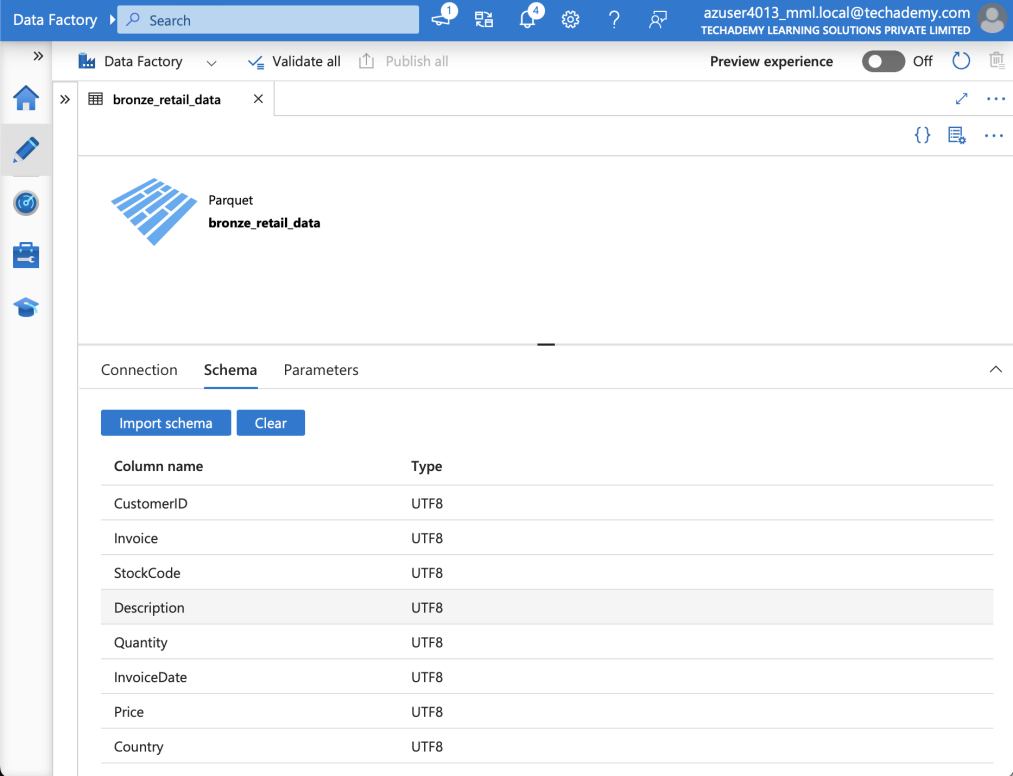 Data Factory
Search
1
4
azuser4013_mml.local@techademy.com
TECHADEMY LEARNING SOLUTIONS PRIVATE LIMITED
Data Factory
Validate all
Publish all
Preview experience
Off
bronze_retail_data
Parquet
bronze_retail_data
Connection Schema Parameters
Import schema Clear
Column name Type
CustomerID UTF8
Invoice UTF8
StockCode UTF8
Description UTF8
Quantity UTF8
InvoiceDate UTF8
Price UTF8
Country UTF8